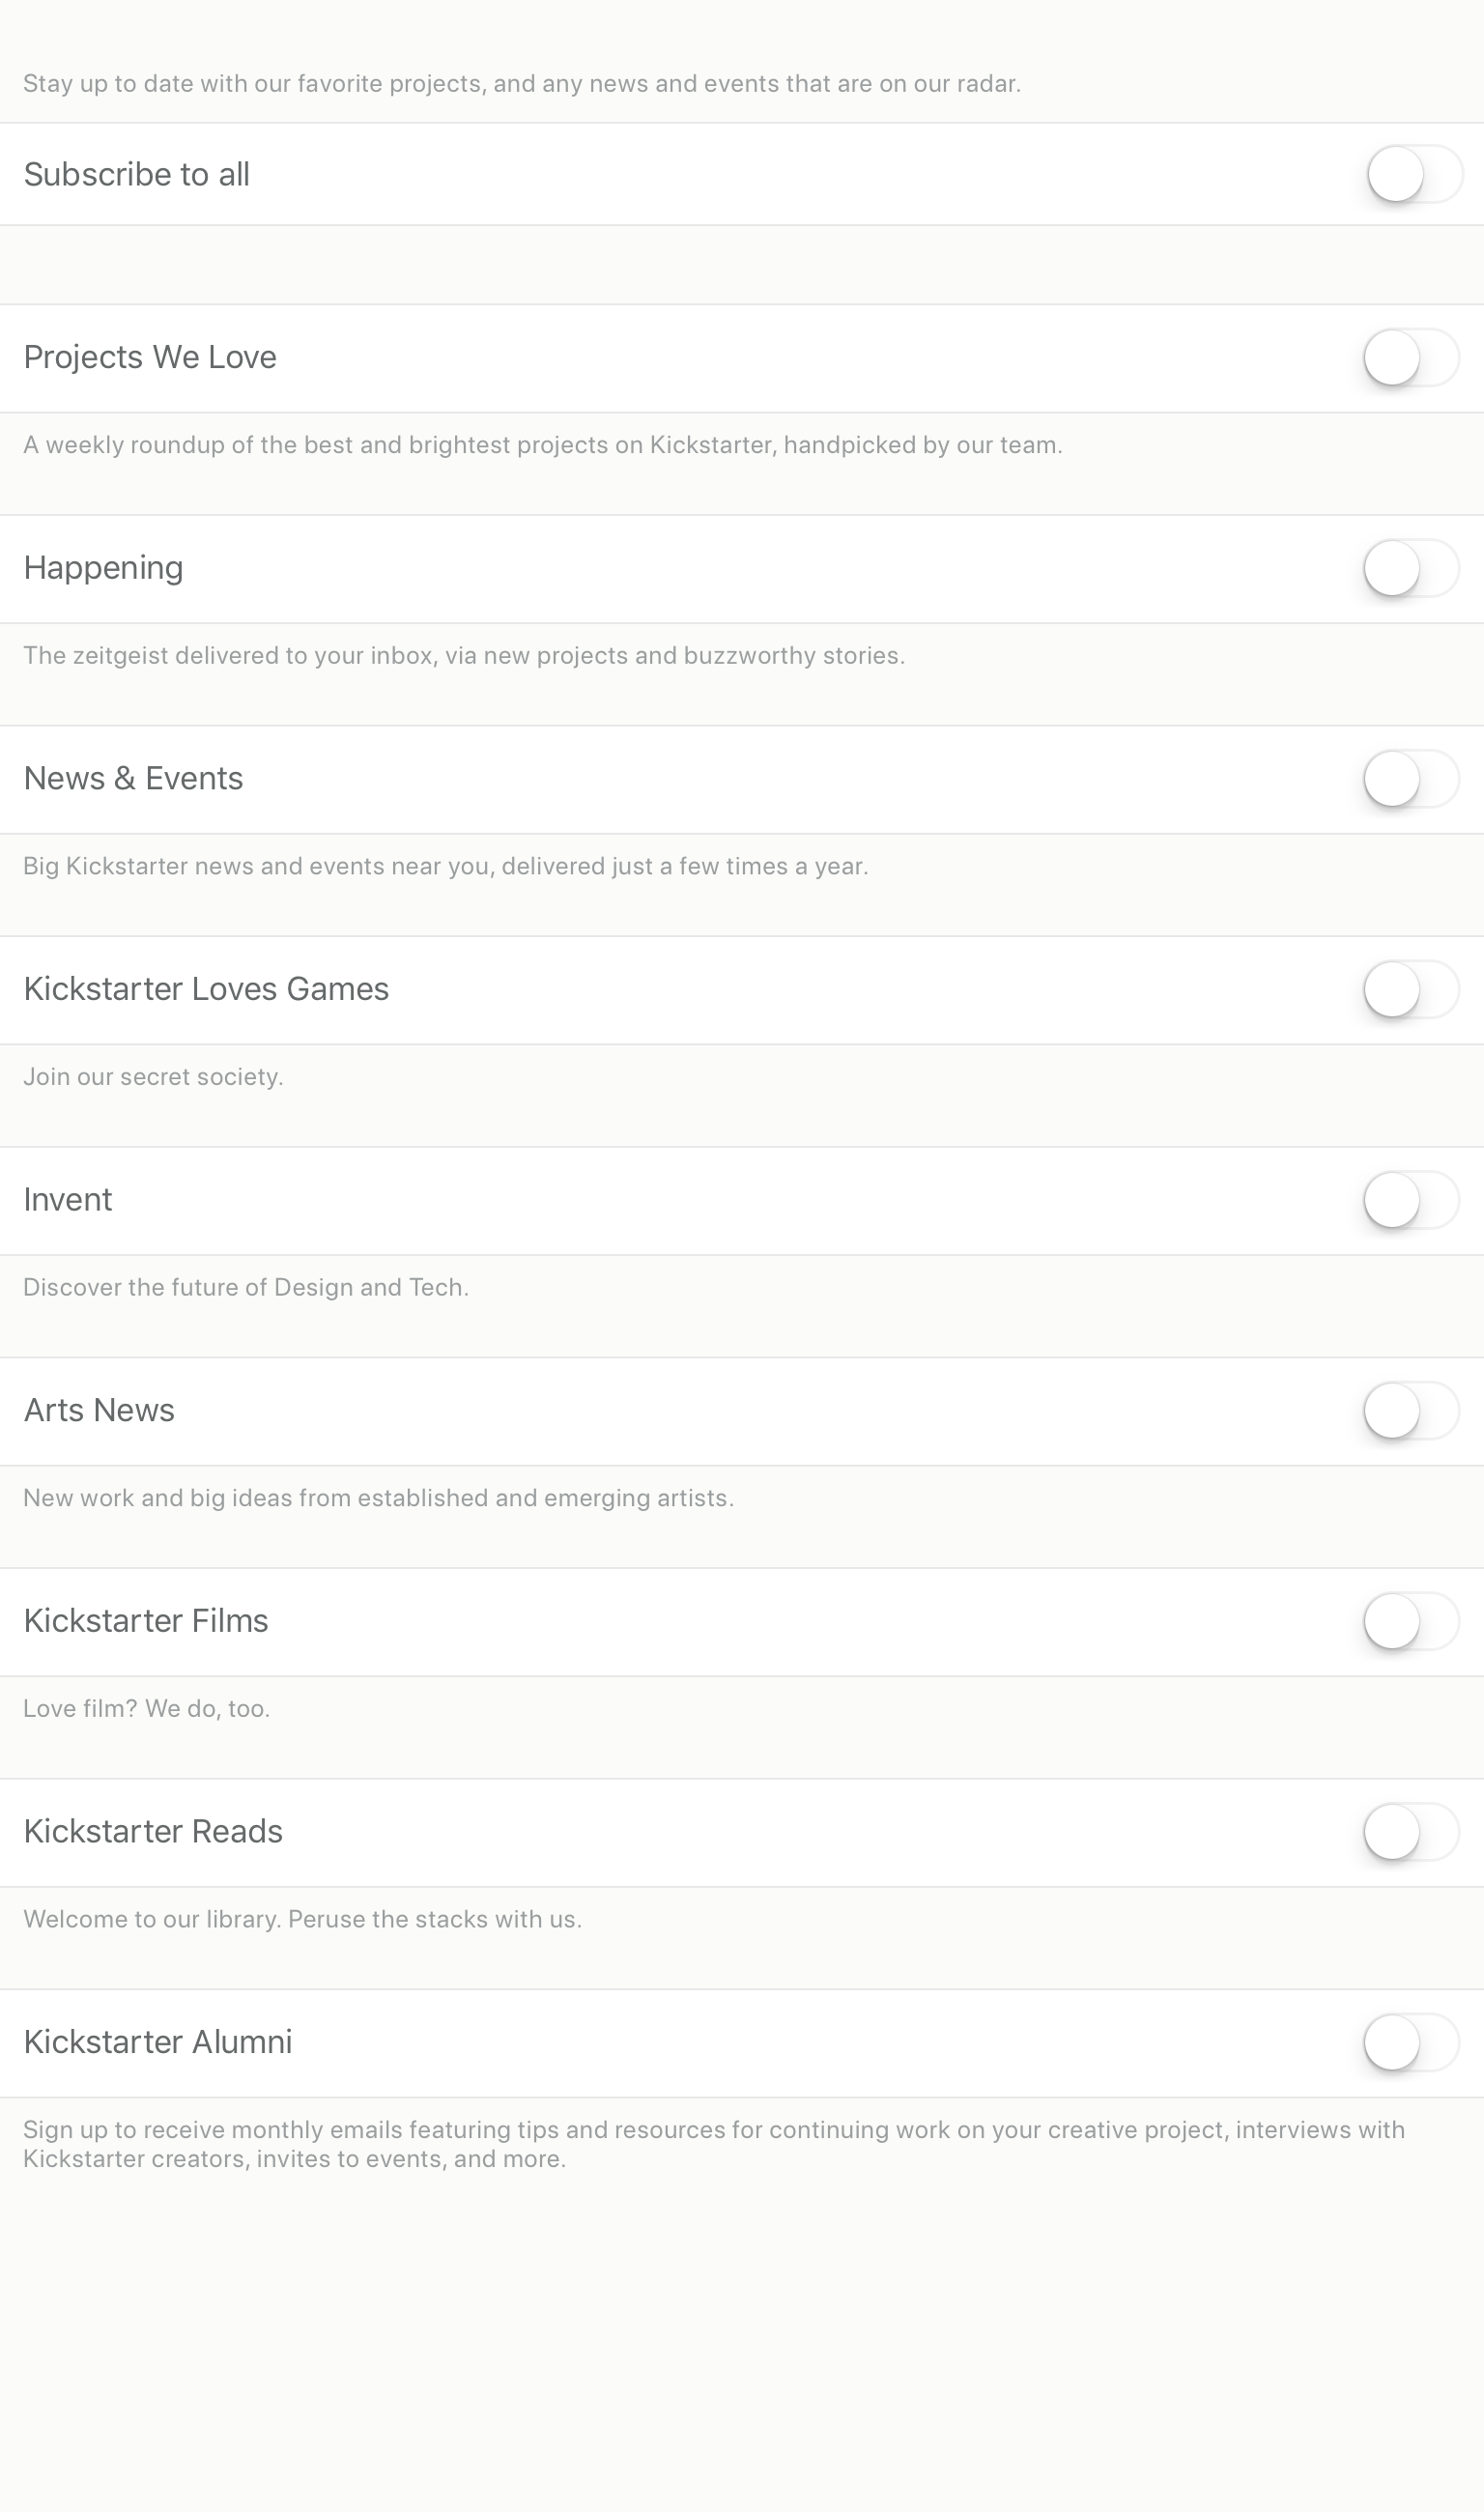 Stay up to date with our favorite projects, and any news and events that are on our radar.
Subscribe to all
Projects We Love
A weekly roundup of the best and brightest projects on Kickstarter, handpicked by our team.
Happening
The zeitgeist delivered to your inbox, via new projects and buzzworthy stories.
News & Events
Big Kickstarter news and events near you, delivered just a few times a year.
Kickstarter Loves Games
Join our secret society.
Invent
Discover the future of Design and Tech.
Arts News
New work and big ideas from established and emerging artists.
Kickstarter Films
Love film? We do, too.
Kickstarter Reads
Welcome to our library. Peruse the stacks with us.
Kickstarter Alumni
Sign up to receive monthly emails featuring tips and resources for continuing work on your creative project, interviews with
Kickstarter creators, invites to events, and more.